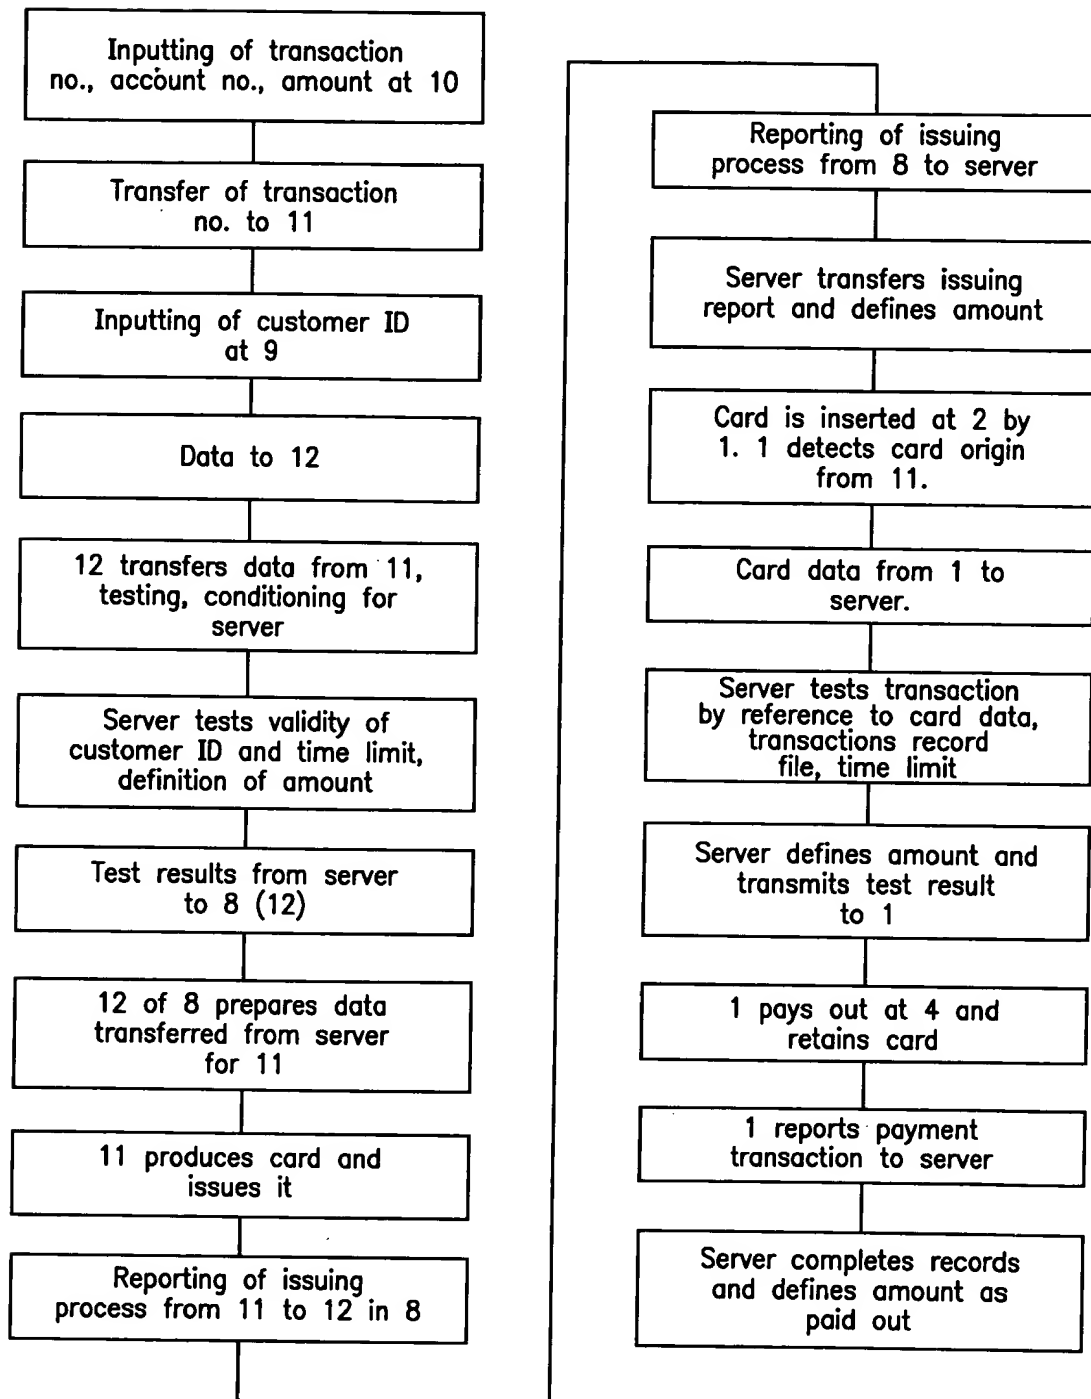 Inputting of transaction
no., account no., amount at 10
Transfer of transaction
no. to 11
Inputting of customer ID
at 9
Data to 12
12 transfers data from 11,
testing, conditioning for
server
Server tests validity of
customer ID and time limit,
definition of amount
Test results from server
to 8 (12)
12 of 8 prepares data
transferred from server
for 11
11 produces card and
issues it
Reporting of issuing
process from 11 to 12 in 8
Reporting of issuing
process from 8 to server
Server transfers issuing
report and defines amount
Card is inserted at 2 by
1. 1 detects card origin
from 11.
Card data from 1 to
server.
Server tests transaction
by reference to card data,
transactions record
file, time limit
Server defines amount and
transmits test result
to 1
1 pays out at 4 and
retains card
1 reports payment
transaction to server
Server completes records
and defines amount as
paid out